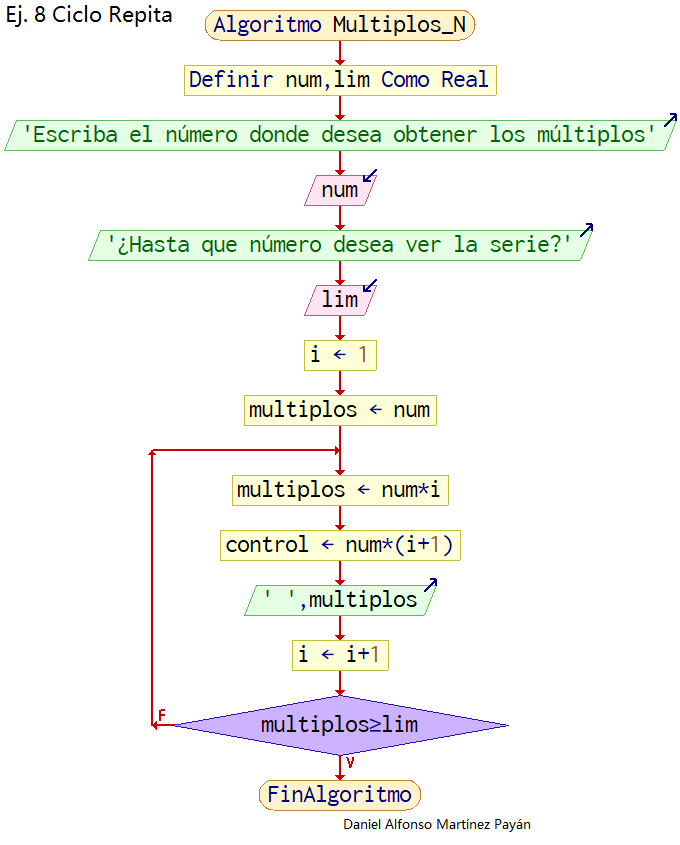 Ej. 8 Ciclo Repita
Algoritmo Multiplos_N
Definir num,lim Como Real
'Escriba el número donde desea obtener los múltiplos'
num
'¿Hasta que número desea ver la serie?'
lim
i ← 1
multiplos ← num
multiplos ← num*i
control ← num*(i+1)
' ',multiplos
i ← i+1
F
multiplos≥lim
V
FinAlgoritmo
Daniel Alfonso Martínez Payán